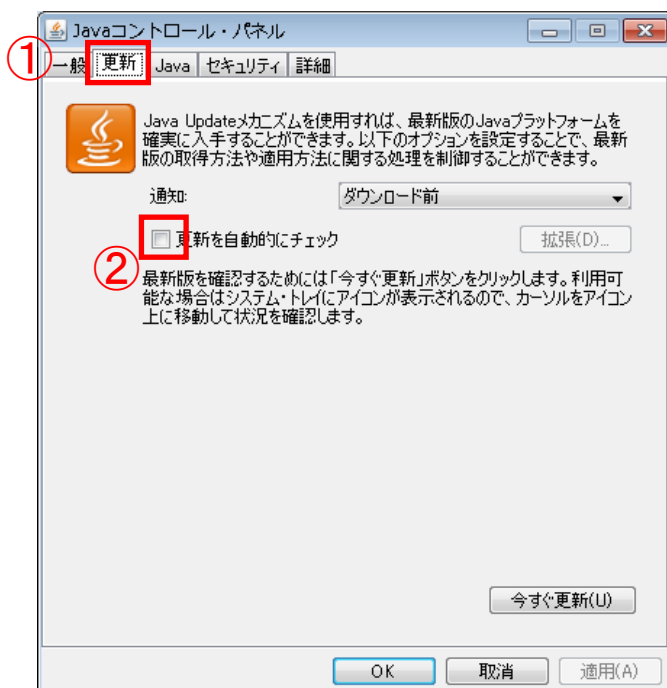 Javaコントロール・パネル
①
一般 更新 Java セキュリティ 詳細
Java Updateメカニズムを使用すれば、最新版のJavaプラットフォームを
確実に入手することができます。以下のオプションを設定することで、最新
版の取得方法や適用方法に関する処理を制御することができます。
通知: ダウンロード前
更新を自動的にチェック 拡張(D)...
②
最新版を確認するためには「今すぐ更新」ボタンをクリックします。利用可
能な場合はシステム・トレイにアイコンが表示されるので、カーソルをアイコン
上に移動して状況を確認します。
今すぐ更新(U)
OK 取消 適用(A)